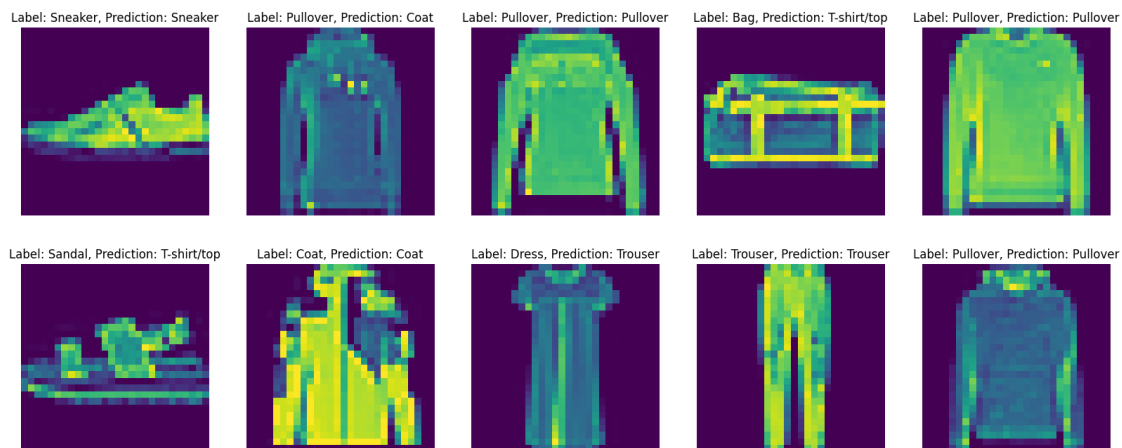 Label: Sneaker, Prediction: Sneaker
Label: Pullover, Prediction: Coat
Label: Pullover, Prediction: Pullover
Label: Bag, Prediction: T-shirt/top
Label: Pullover, Prediction: Pullover
Label: Sandal, Prediction: T-shirt/top
Label: Coat, Prediction: Coat
Label: Dress, Prediction: Trouser
Label: Trouser, Prediction: Trouser
Label: Pullover, Prediction: Pullover